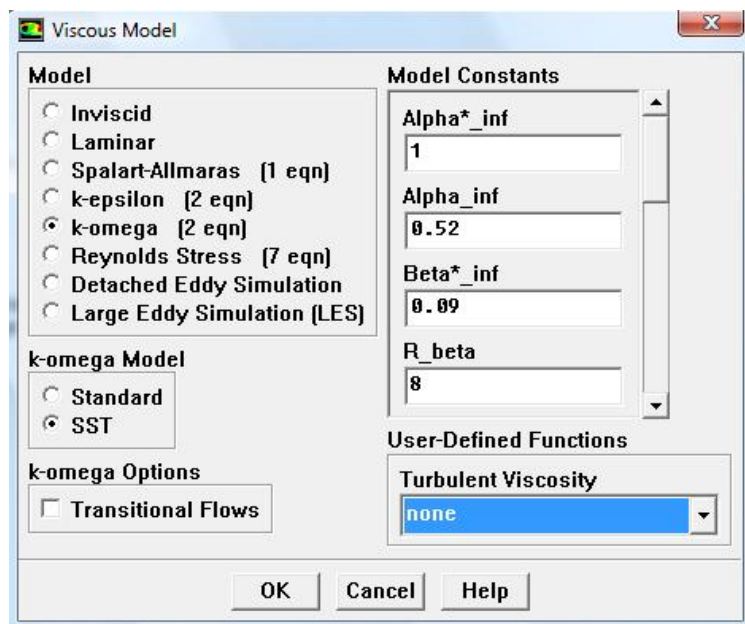 Viscous Model
Model
Inviscid
Laminar
Spalart-Allmaras (1 eqn)
k-epsilon (2 eqn)
k-omega (2 eqn)
Reynolds Stress (7 eqn)
Detached Eddy Simulation
Large Eddy Simulation (LES)
k-omega Model
Standard
SST
k-omega Options
Transitional Flows
Model Constants
Alpha*_inf
1
Alpha_inf
0.52
Beta*_inf
0.09
R_beta
8
User-Defined Functions
Turbulent Viscosity
none
OK Cancel Help